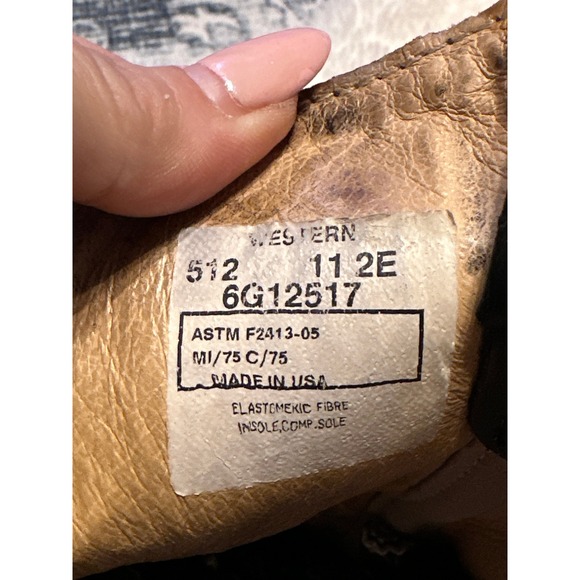 WESTERN
512 11 2E
6G12517
ASTM F2413-05
MI/75 C/75
MADE IN USA
ELASTOMERIC FIBRE
INSOLE,COMP.SOLE